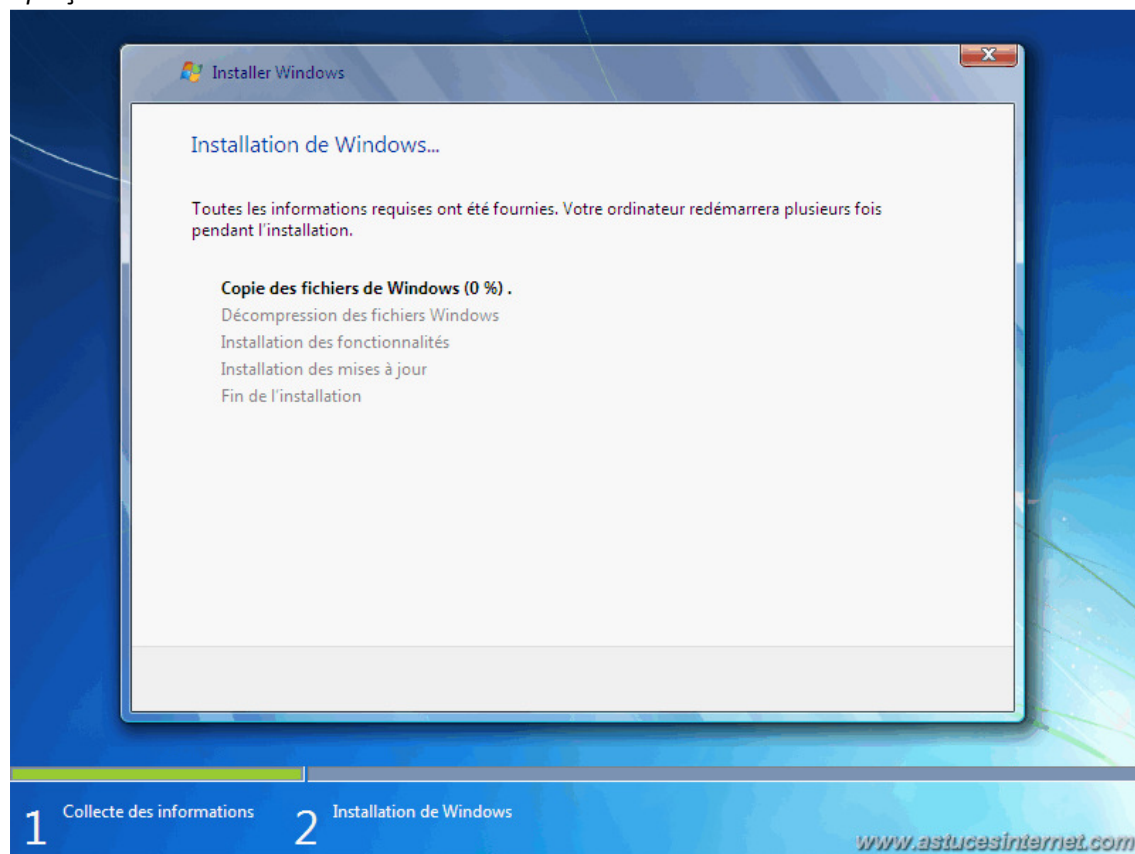 Installer Windows
Installation de Windows...
Toutes les informations requises ont été fournies. Votre ordinateur redémarrera plusieurs fois
pendant l'installation.
Copie des fichiers de Windows (0 %) .
Décompression des fichiers Windows
Installation des fonctionnalités
Installation des mises à jour
Fin de l'installation
1 Collecte des informations 2 Installation de Windows
www.astucesinternet.com